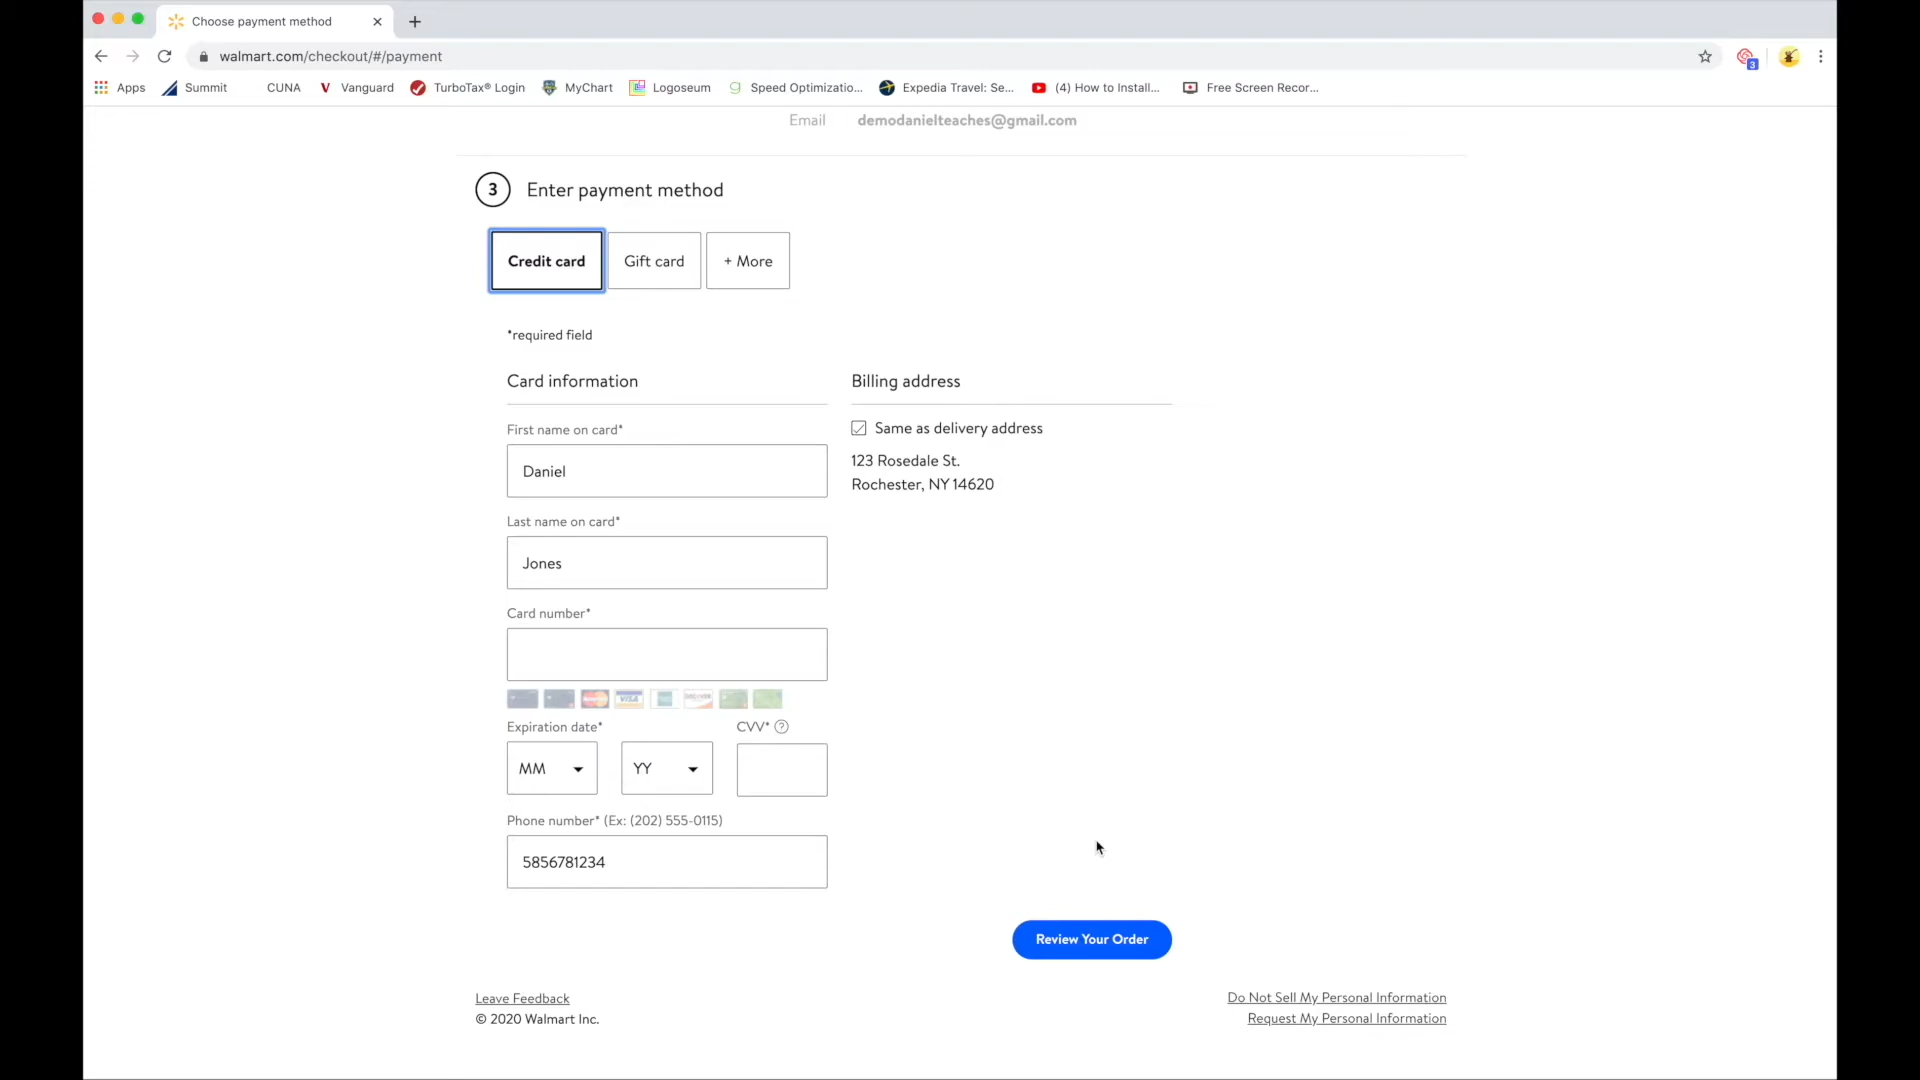 Choose payment method
walmart.com/checkout/#/payment
3
Apps
Summit
CUNA
Vanguard
TurboTax® Login
MyChart
Logoseum
Speed Optimizatio...
Expedia Travel: Se...
(4) How to Install...
Free Screen Recor...
Email demodanielteaches@gmail.com
3 Enter payment method
Credit card
Gift card
+ More
*required field
Card information
First name on card*
Daniel
Last name on card*
Jones
Card number*
VISA
Expiration date*
CVV* ?
MM
YY
Phone number* (Ex: (202) 555-0115)
5856781234
Billing address
Same as delivery address
123 Rosedale St.
Rochester, NY 14620
Review Your Order
Leave Feedback
© 2020 Walmart Inc.
Do Not Sell My Personal Information
Request My Personal Information